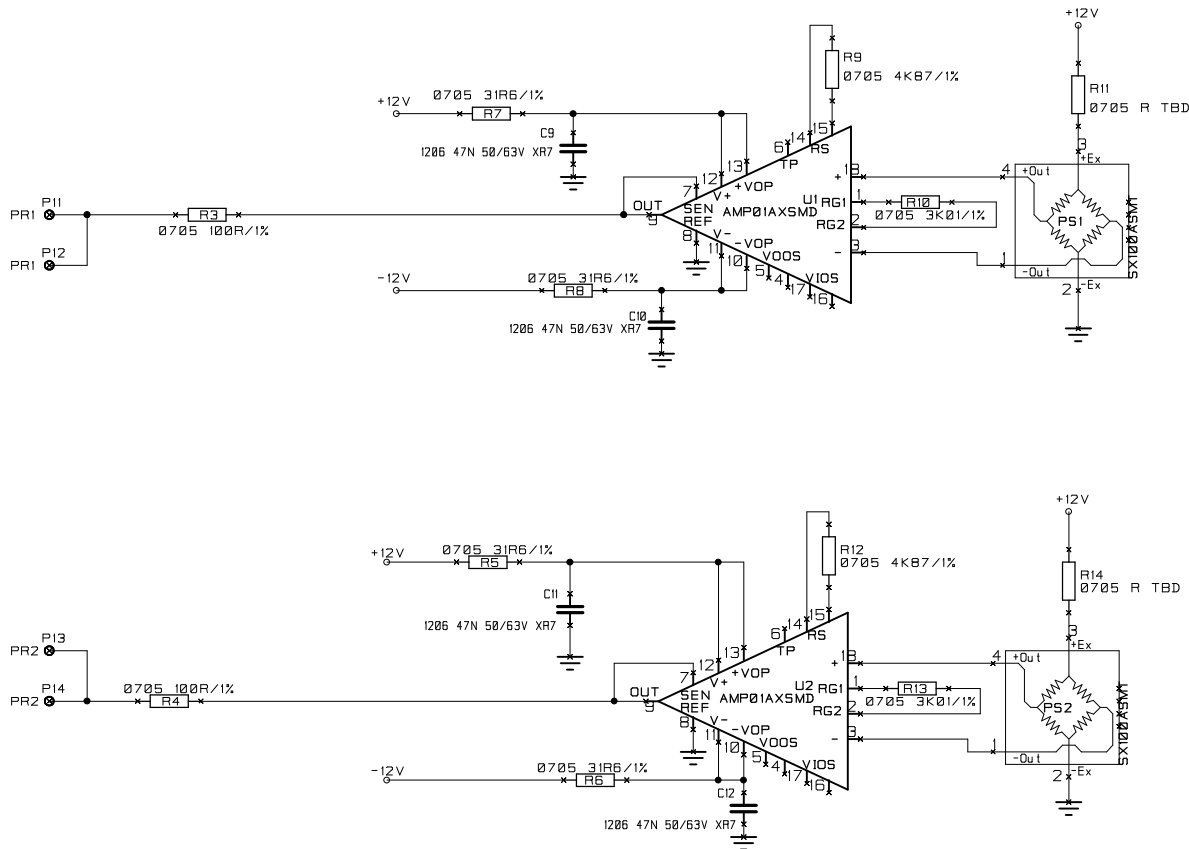 +12V
R9
0705 4K87/1%
R11
0705 R TBD
0705 31R6/1%
+12V
R7
C9
1206 47N 50/63V XR7
14
15
RS
6
TP
13
12
+VOP
V+
7
SEN
REF
8
OUT
9
U1
AMP01AXSMD
+
18
RG1
1
RG2
2
-
3
V-
11
-VOP
10
VOOS
5
4
VIOS
17
16
R10
0705 3K01/1%
3
+Ex
4
+Out
PS1
SX100ASMT
1
-Out
2
-Ex
P11
PR1
P12
PR1
R3
0705 100R/1%
-12V
0705 31R6/1%
R8
C10
1206 47N 50/63V XR7
+12V
R12
0705 4K87/1%
R14
0705 R TBD
+12V
0705 31R6/1%
R5
C11
1206 47N 50/63V XR7
14
15
RS
6
TP
13
12
+VOP
V+
7
SEN
REF
8
OUT
9
U2
AMP01AXSMD
+
18
RG1
1
RG2
2
-
3
V-
11
-VOP
10
VOOS
5
4
VIOS
17
16
R13
0705 3K01/1%
3
+Ex
4
+Out
PS2
SX100ASMT
1
-Out
2
-Ex
P13
PR2
P14
PR2
0705 100R/1%
R4
-12V
0705 31R6/1%
R6
C12
1206 47N 50/63V XR7